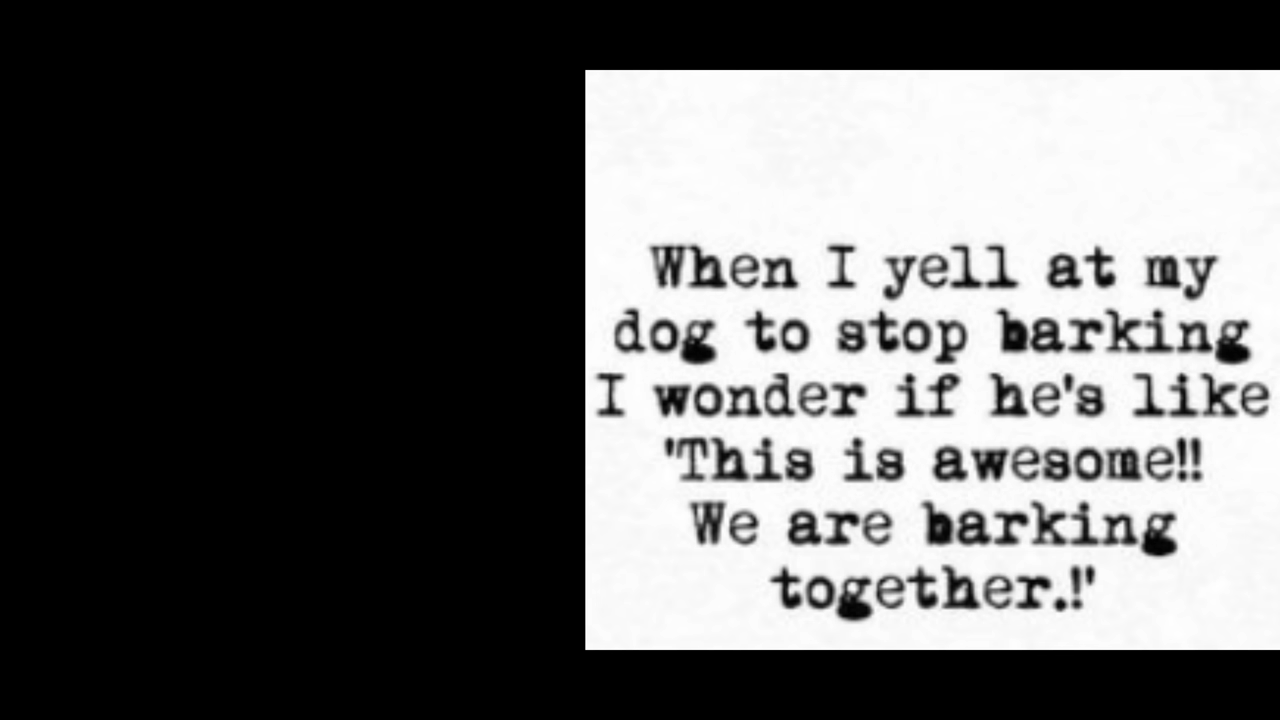 When I yell at my
dog to stop barking
I wonder if he's like
'This is awesome!!
We are barking
together.!'